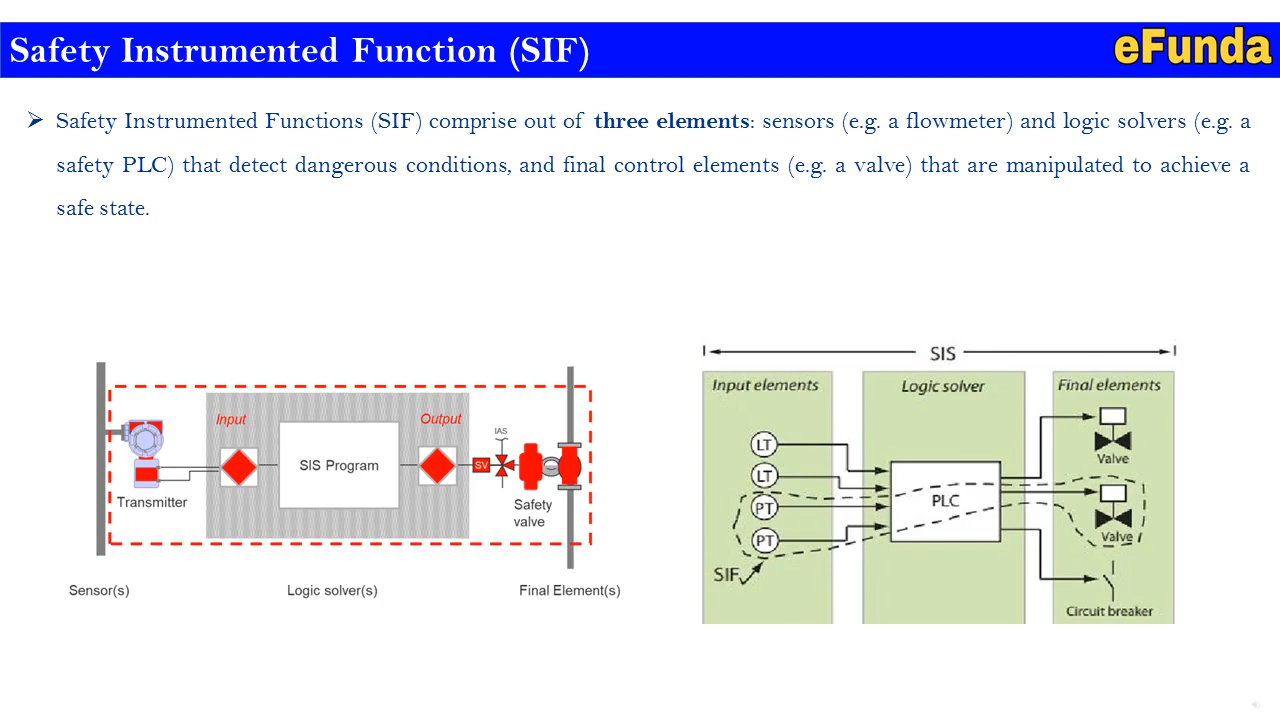 Safety Instrumented Function (SIF)
eFunda
Safety Instrumented Functions (SIF) comprise out of three elements: sensors (e.g. a flowmeter) and logic solvers (e.g. a
safety PLC) that detect dangerous conditions, and final control elements (e.g. a valve) that are manipulated to achieve a
safe state.
Input
Output
IAS
SIS Program
SV
Transmitter
Safety
valve
Sensor(s)
Logic solver(s)
Final Element(s)
SIS
Input elements
Logic solver
Final elements
LT
Valve
LT
PLC
PT
Valve
PT
SIF
Circuit breaker